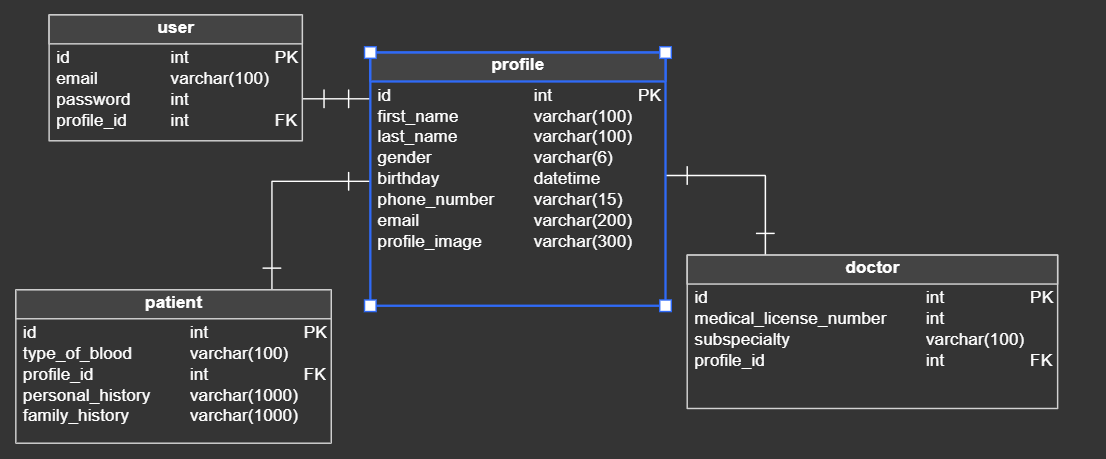 user
id int PK
email varchar(100)
password int
profile_id int FK
profile
id int PK
first_name varchar(100)
last_name varchar(100)
gender varchar(6)
birthday datetime
phone_number varchar(15)
email varchar(200)
profile_image varchar(300)
patient
id int PK
type_of_blood varchar(100)
profile_id int FK
personal_history varchar(1000)
family_history varchar(1000)
doctor
id int PK
medical_license_number int
subspecialty varchar(100)
profile_id int FK